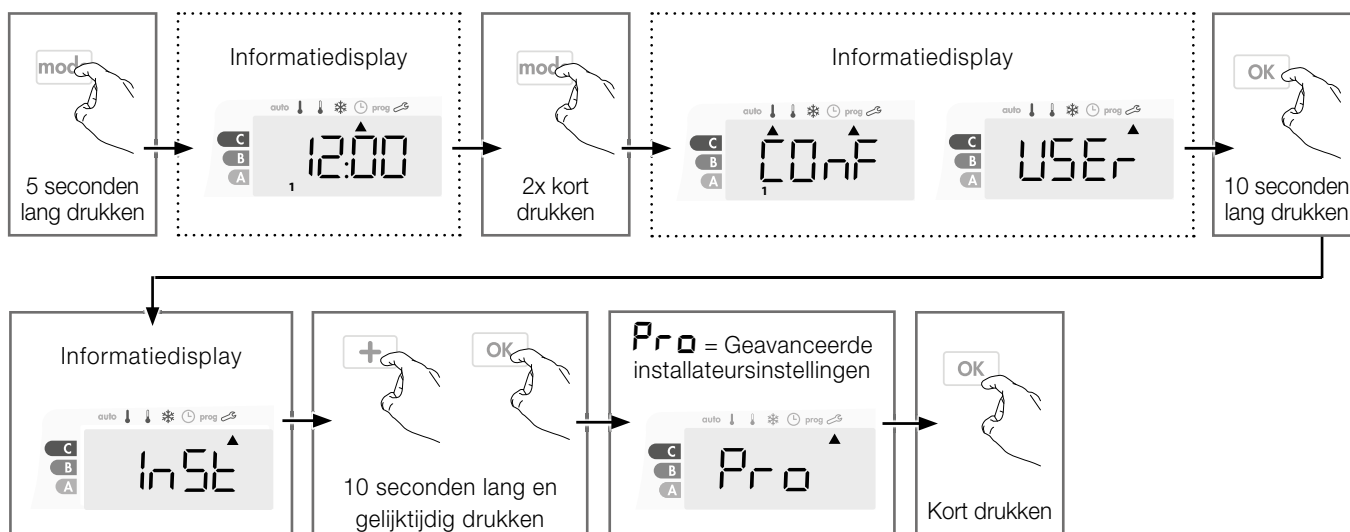 mod
5 seconden
lang drukken
Informatiedisplay
auto prog
C
B
A
12:00
1
mod
2x kort
drukken
Informatiedisplay
auto prog
C
B
A
COnF
1
auto prog
C
B
A
USEr
OK
10 seconden
lang drukken
Informatiedisplay
auto prog
C
B
A
InSt
+
OK
10 seconden lang en
gelijktijdig drukken
Pro = Geavanceerde
installateursinstellingen
auto prog
C
B
A
Pro
OK
Kort drukken